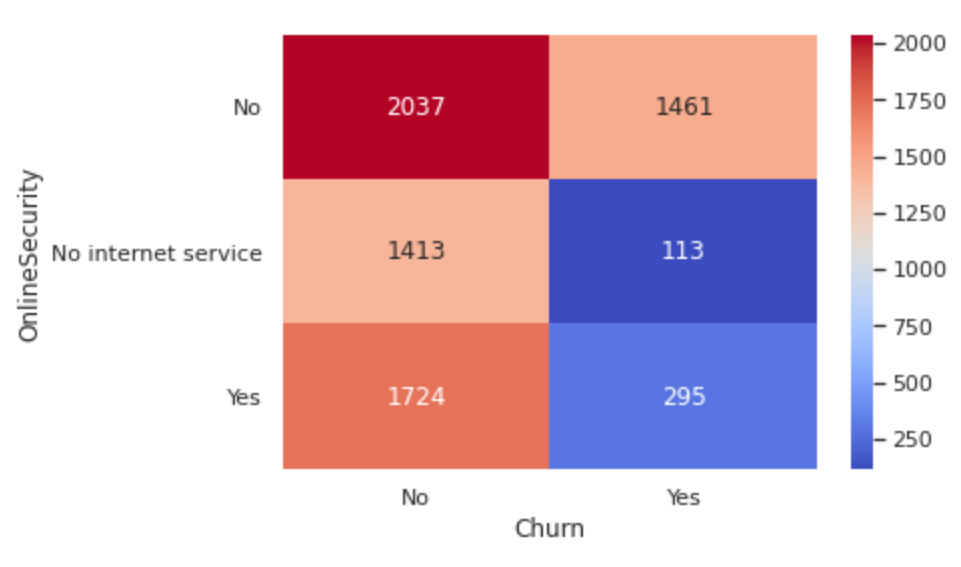 2000
No 2037 1461
1750
1500
OnlineSecurity
No internet service 1413 113
1250
1000
750
Yes 1724 295
500
250
No Yes
Churn